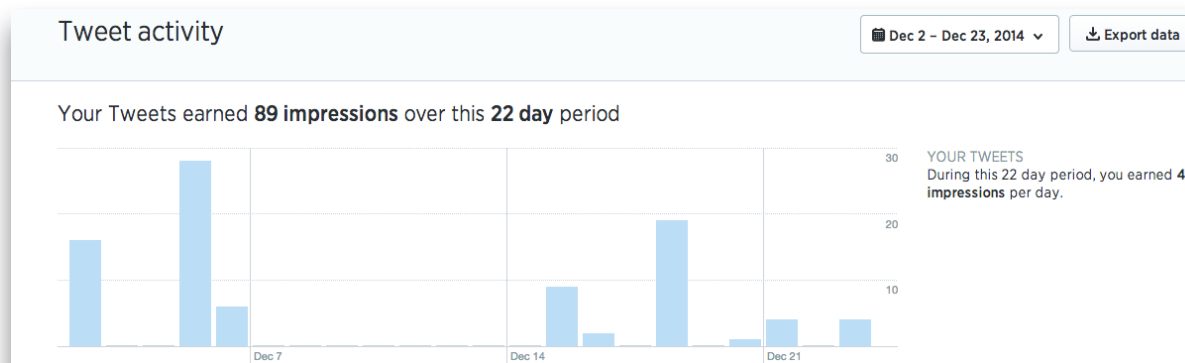 Tweet activity
Dec 2 – Dec 23, 2014
Export data
Your Tweets earned 89 impressions over this 22 day period
30
20
10
Dec 7
Dec 14
Dec 21
YOUR TWEETS
During this 22 day period, you earned 4
impressions per day.